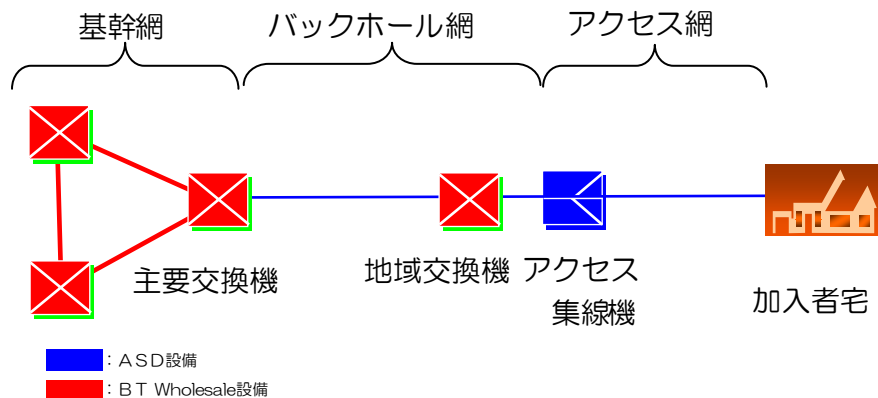 基幹網
バックホール網
アクセス網
主要交換機
地域交換機
アクセス
集線機
加入者宅
：ＡＳＤ設備
：ＢＴ Wholesale設備